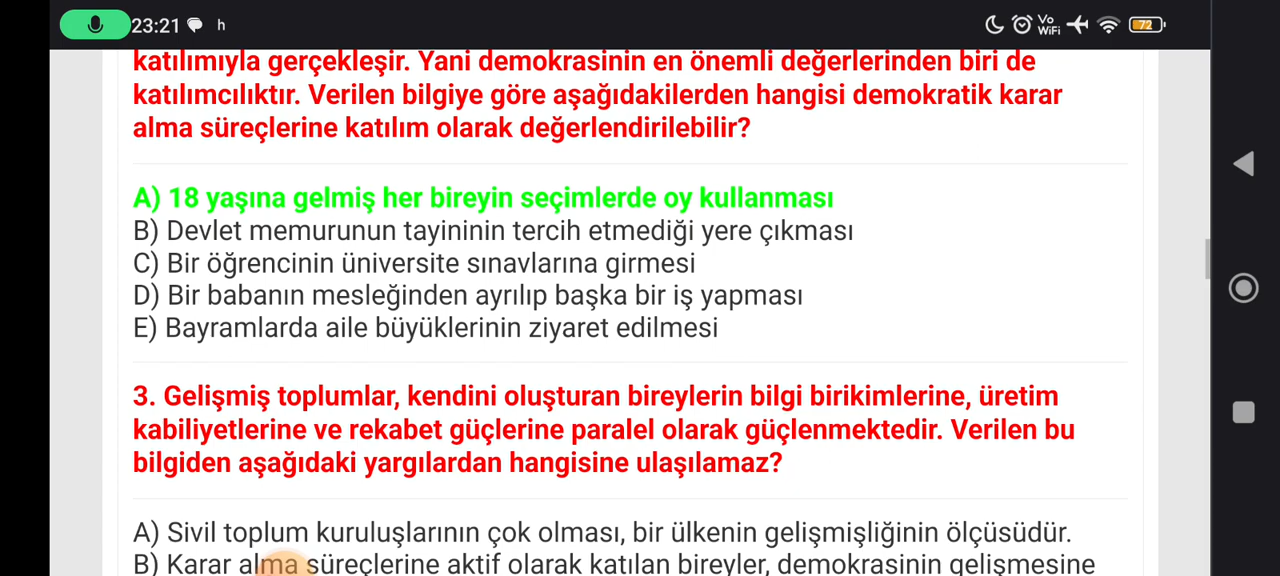 23:21 h
Vo WiFi 72
katılımıyla gerçekleşir. Yani demokrasinin en önemli değerlerinden biri de
katılımcılıktır. Verilen bilgiye göre aşağıdakilerden hangisi demokratik karar
alma süreçlerine katılım olarak değerlendirilebilir?
A) 18 yaşına gelmiş her bireyin seçimlerde oy kullanması
B) Devlet memurunun tayininin tercih etmediği yere çıkması
C) Bir öğrencinin üniversite sınavlarına girmesi
D) Bir babanın mesleğinden ayrılıp başka bir iş yapması
E) Bayramlarda aile büyüklerinin ziyaret edilmesi
3. Gelişmiş toplumlar, kendini oluşturan bireylerin bilgi birikimlerine, üretim
kabiliyetlerine ve rekabet güçlerine paralel olarak güçlenmektedir. Verilen bu
bilgiden aşağıdaki yargılardan hangisine ulaşılamaz?
A) Sivil toplum kuruluşlarının çok olması, bir ülkenin gelişmişliğinin ölçüsüdür.
B) Karar alma süreçlerine aktif olarak katılan bireyler, demokrasinin gelişmesine